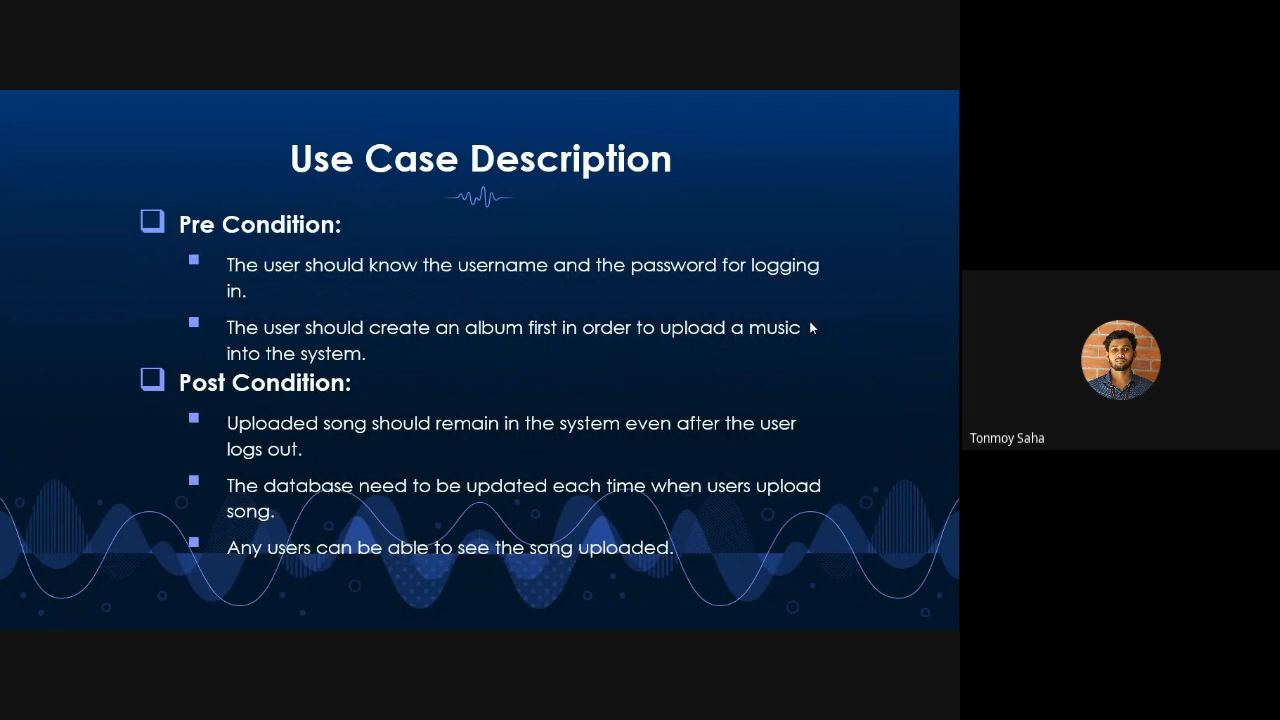 Use Case Description
Pre Condition:
The user should know the username and the password for logging
in.
The user should create an album first in order to upload a music
into the system.
Post Condition:
Uploaded song should remain in the system even after the user
logs out.
The database need to be updated each time when users upload
song.
Any users can be able to see the song uploaded.
Tonmoy Saha